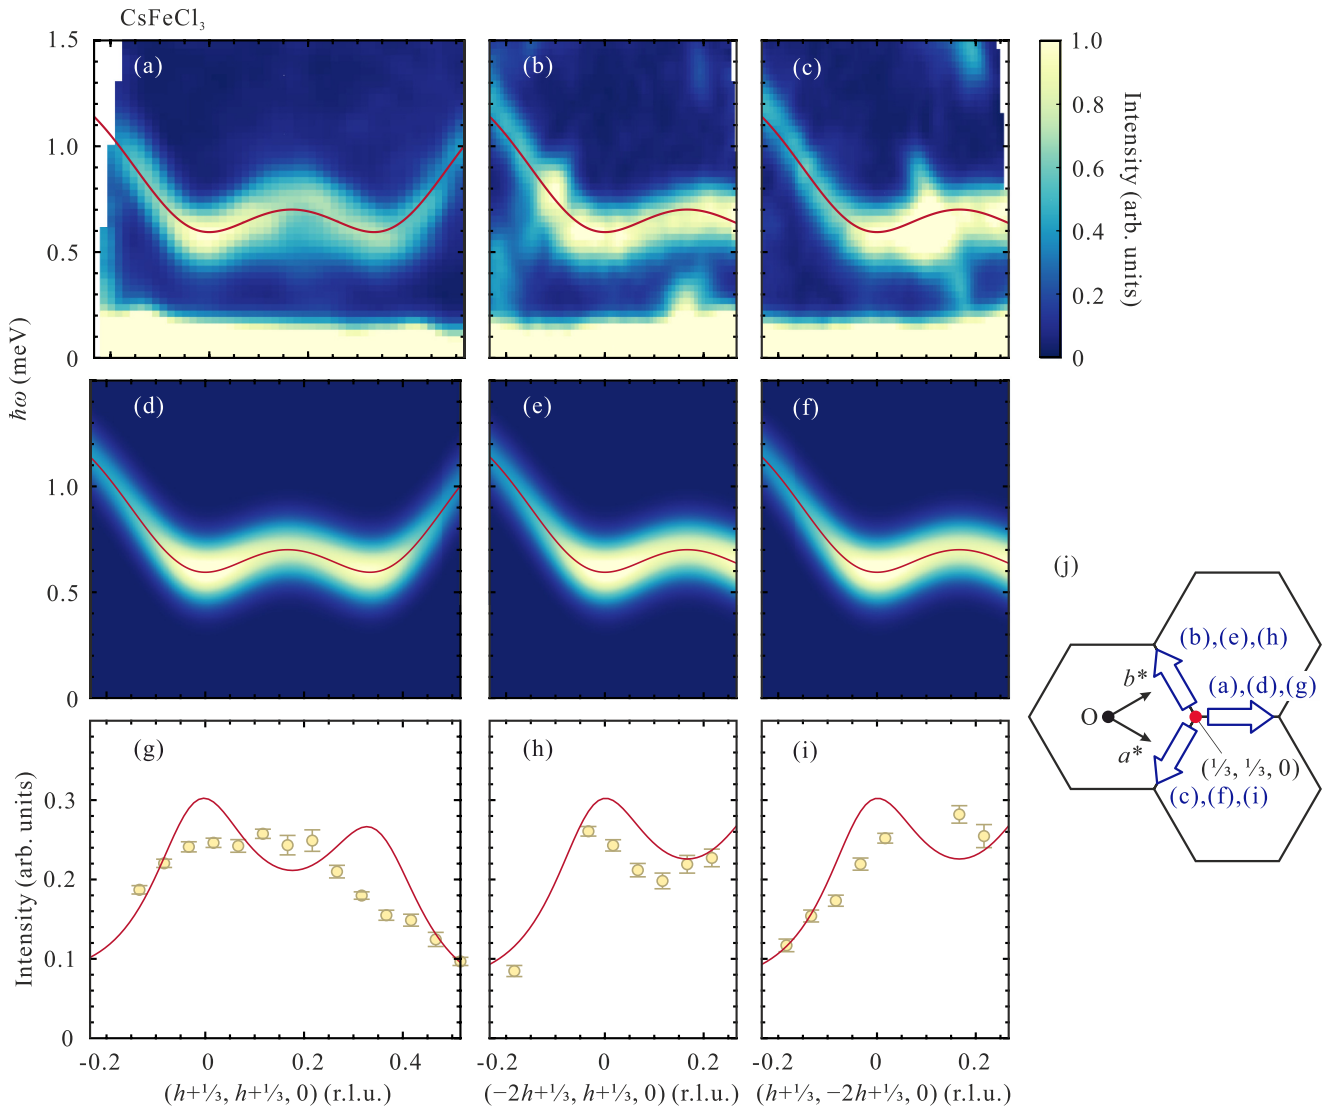 CsFeCl₃
(a)
(b)
(c)
1.5
1.0
0.5
0
1.0
0.8
0.6
0.4
0.2
0
Intensity (arb. units)
ħω (meV)
(d)
(e)
(f)
1.0
0.5
0
(j)
(b),(e),(h)
b*
(a),(d),(g)
O
a*
(⅓, ⅓, 0)
(c),(f),(i)
(g)
(h)
(i)
Intensity (arb. units)
0.3
0.2
0.1
0
-0.2 0 0.2 0.4
-0.2 0 0.2
-0.2 0 0.2
(h+⅓, h+⅓, 0) (r.l.u.)
(−2h+⅓, h+⅓, 0) (r.l.u.)
(h+⅓, −2h+⅓, 0) (r.l.u.)